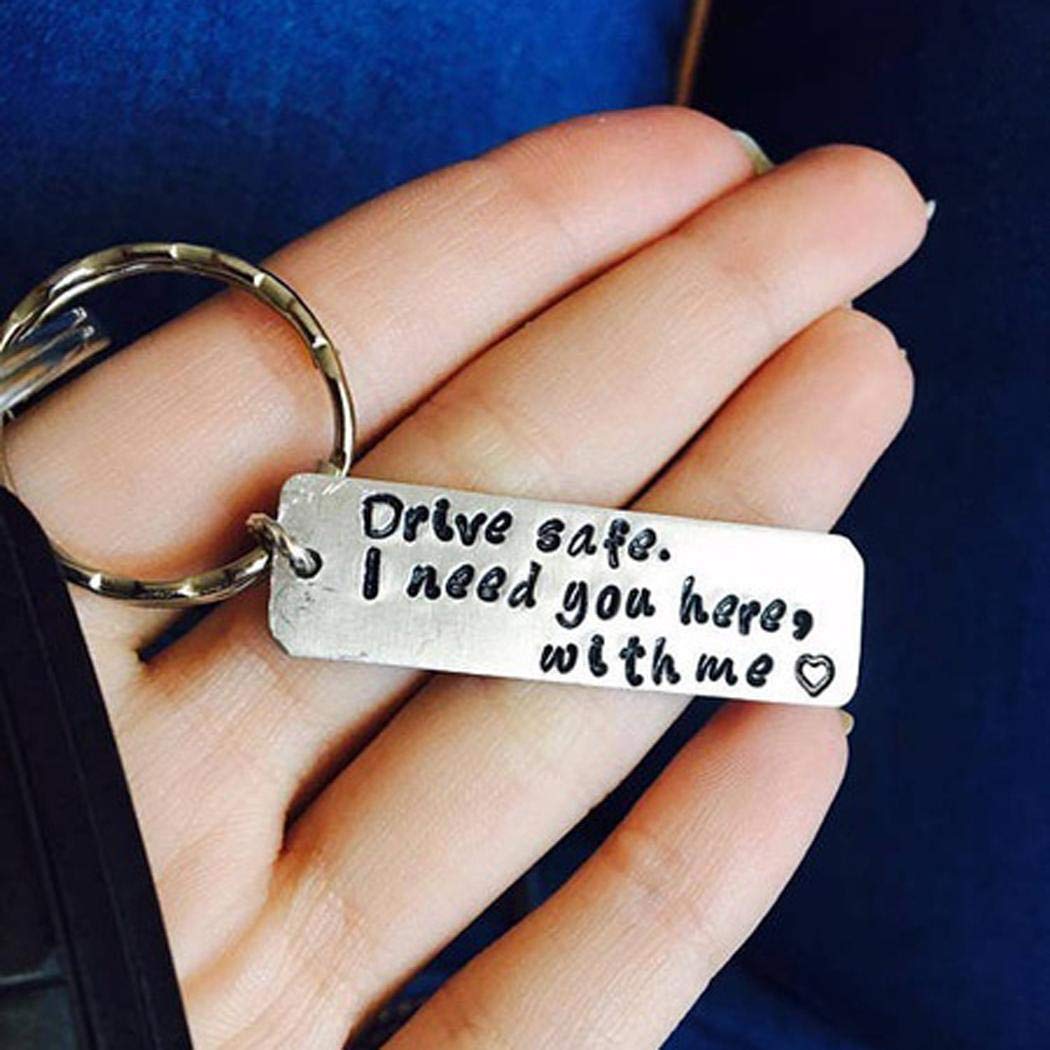 Drive safe.
I need you here,
with me ♡